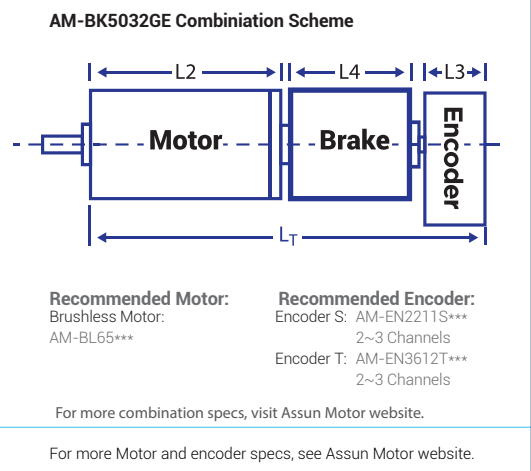 AM-BK5032GE Combiniation Scheme
L2 L4 L3
Motor Brake Encoder
LT
Recommended Motor: Recommended Encoder:
Brushless Motor: Encoder S: AM-EN2211S***
AM-BL65*** 2~3 Channels
Encoder T: AM-EN3612T***
2~3 Channels
For more combination specs, visit Assun Motor website.
For more Motor and encoder specs, see Assun Motor website.